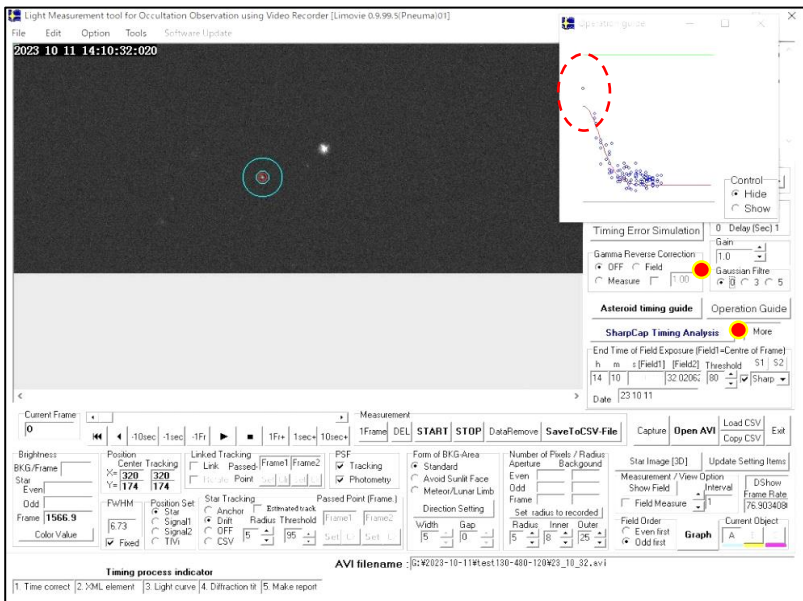 Light Measurement tool for Occultation Observation using Video Recorder [Limovie 0.9.99.5(Pneuma)01]
File Edit Option Tools Software Update
2023 10 11 14:10:32:020
Operation guide
Control
Hide
Show
Timing Error Simulation
0 Delay (Sec) 1
Gamma Reverse Correction
OFF Field
Measure 1.00
Gain
1.0
Gaussian Filtre
0 3 5
Asteroid timing guide Operation Guide
SharpCap Timing Analysis More
End Time of Field Exposure (Field1=Centre of Frame)
h m s [Field1] [Field2] Threshold S1 S2
14 10 32.0206 80 Sharp
Date 23 10 11
Current Frame
0
-10sec -1sec -1Fr 1Fr+ 1sec+ 10sec+
Measurement
1Frame DEL START STOP DataRemove SaveToCSV-File
Capture Open AVI Load CSV Copy CSV Exit
Brightness
BKG/Frame
Star
Even
Odd
Frame 1566.9
Color Value
Position
Center Tracking
X= 320 320
Y= 174 174
FWHM
6.73
Fixed
Linked Tracking
Link Passed- Frame1 Frame2
Point
PSF
Tracking
Photometry
Position Set
Star
Signal1
Signal2
TIVi
Star Tracking
Anchor Estimated track
Drift Radius Threshold
OFF 5 95
CSV
Passed Point (Frame.)
Frame1 Frame2
Form of BKG-Area
Standard
Avoid Sunlit Face
Meteor/Lunar Limb
Direction Setting
Width Gap
5 0
Number of Pixels / Radius
Aperture Backgound
Even
Odd
Frame
Set radius to recorded
Radius Inner Outer
5 8 25
Star Image [3D] Update Setting Items
Measurement / View Option
Show Field Interval
Field Measure 1
DShow
Frame Rate
76.903408
Field Order
Even first
Odd first
Graph
Current Object
A
AVI filename : G:¥2023-10-11¥test130-480-120¥23_10_32.avi
Timing process indicator
1. Time correct 2. XML element 3. Light curve 4. Diffraction tit 5. Make report